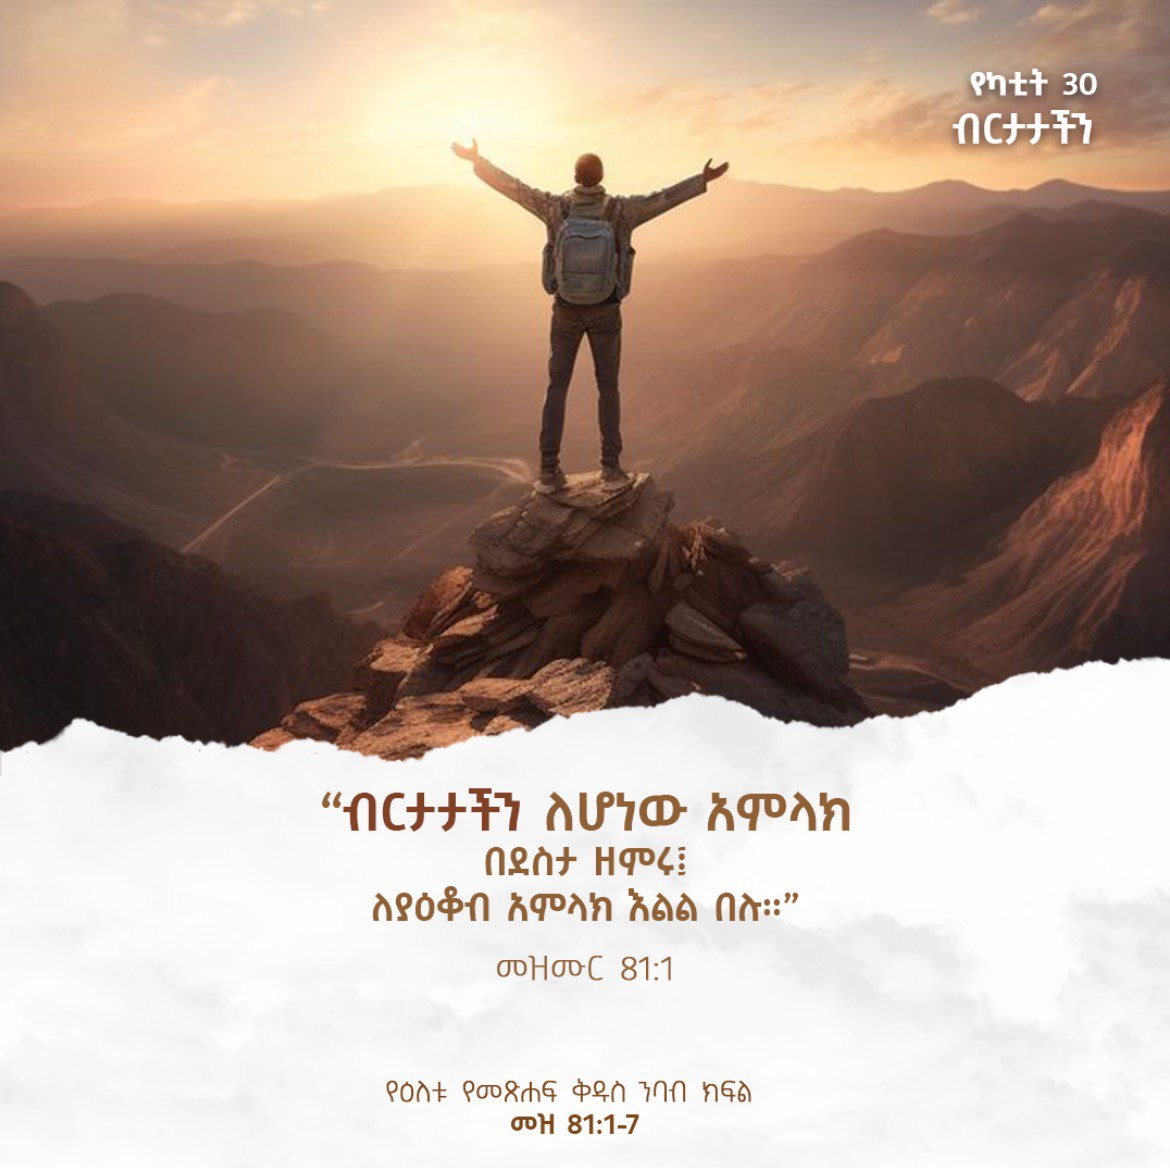 የካቲት 30
ብርታታችን
“ብርታታችን ለሆነው አምላክ
በደስታ ዘምሩ፤
ለያዕቆብ አምላክ እልል በሉ።”
መዝሙር 81:1
የዕለቱ የመጽሐፍ ቅዱስ ንባብ ክፍል
መዝ 81:1-7